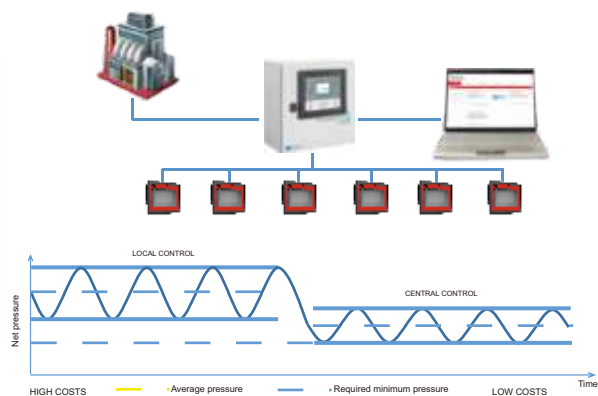 LOCAL CONTROL
CENTRAL CONTROL
Net pressure
Time
HIGH COSTS
Average pressure
Required minimum pressure
LOW COSTS